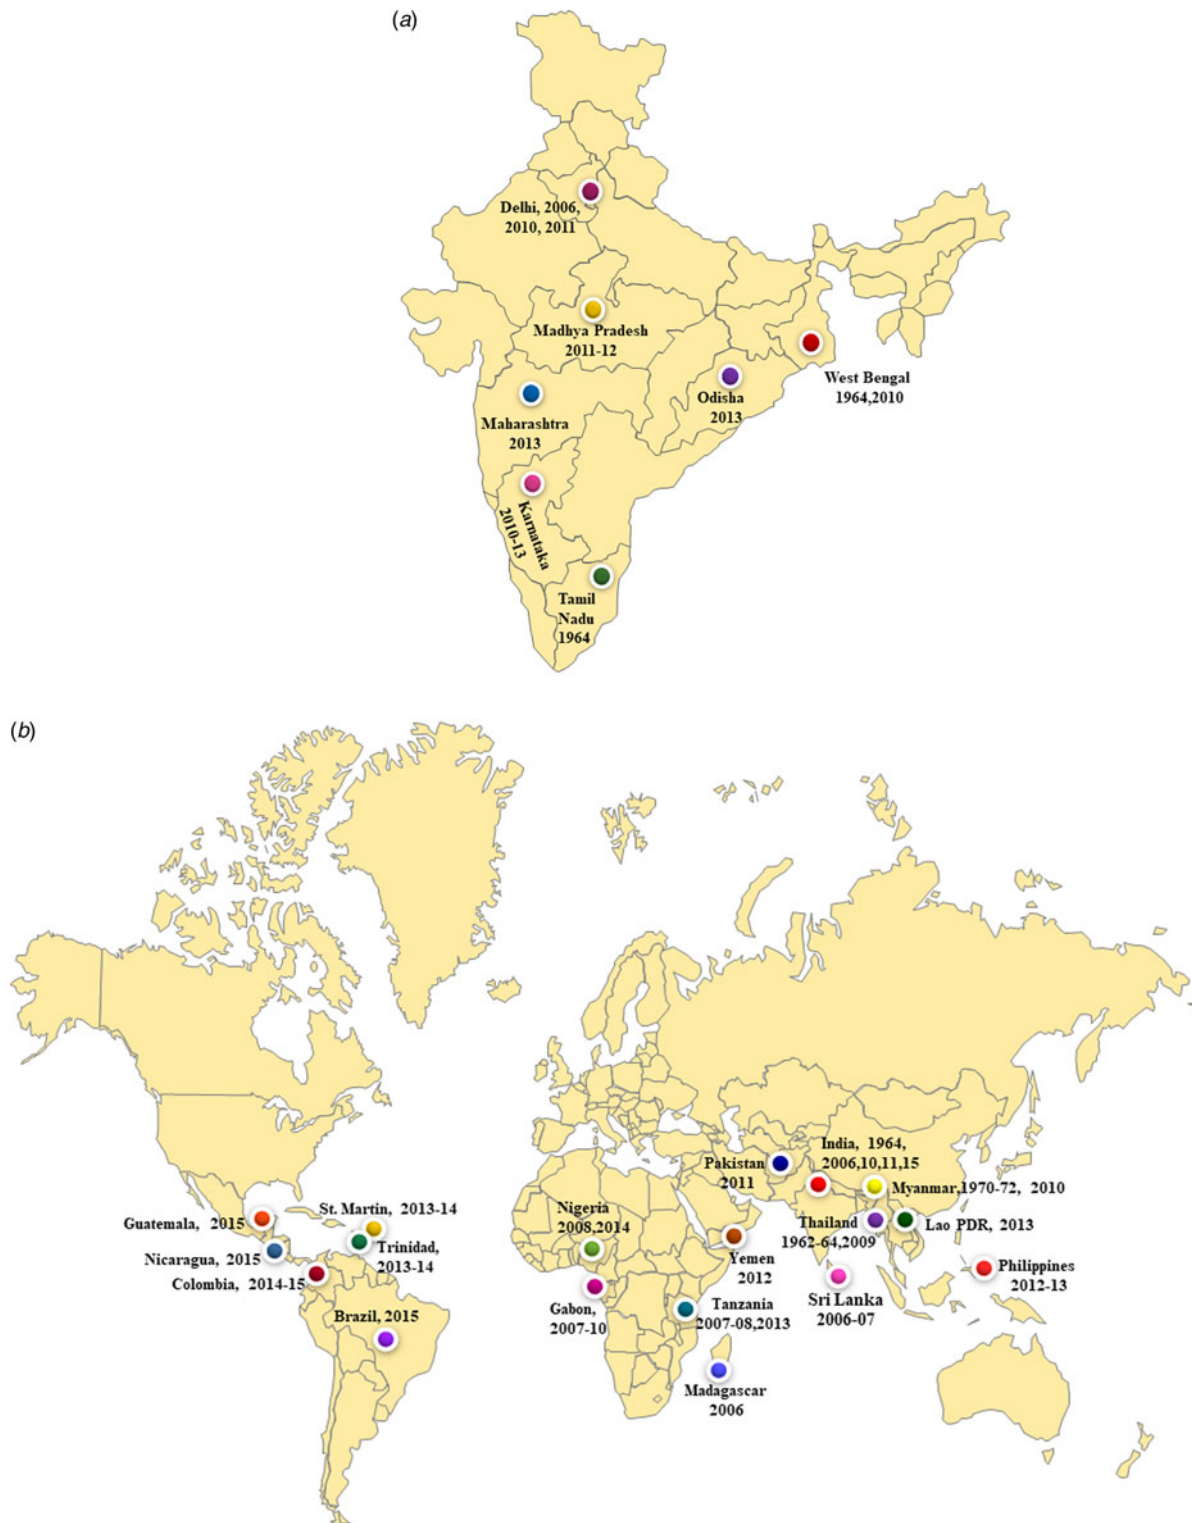 (a)
Delhi, 2006,
2010, 2011
Madhya Pradesh
2011-12
West Bengal
1964,2010
Odisha
2013
Maharashtra
2013
Karnataka
2010-13
Tamil
Nadu
1964
(b)
India, 1964,
2006,10,11,15
Pakistan
2011
Myanmar,1970-72, 2010
St. Martin, 2013-14
Guatemala, 2015
Nigeria
2008,2014
Thailand
1962-64,2009
Lao PDR, 2013
Trinidad,
2013-14
Nicaragua, 2015
Yemen
2012
Philippines
2012-13
Colombia, 2014-15
Sri Lanka
2006-07
Gabon,
2007-10
Tanzania
2007-08,2013
Brazil, 2015
Madagascar
2006